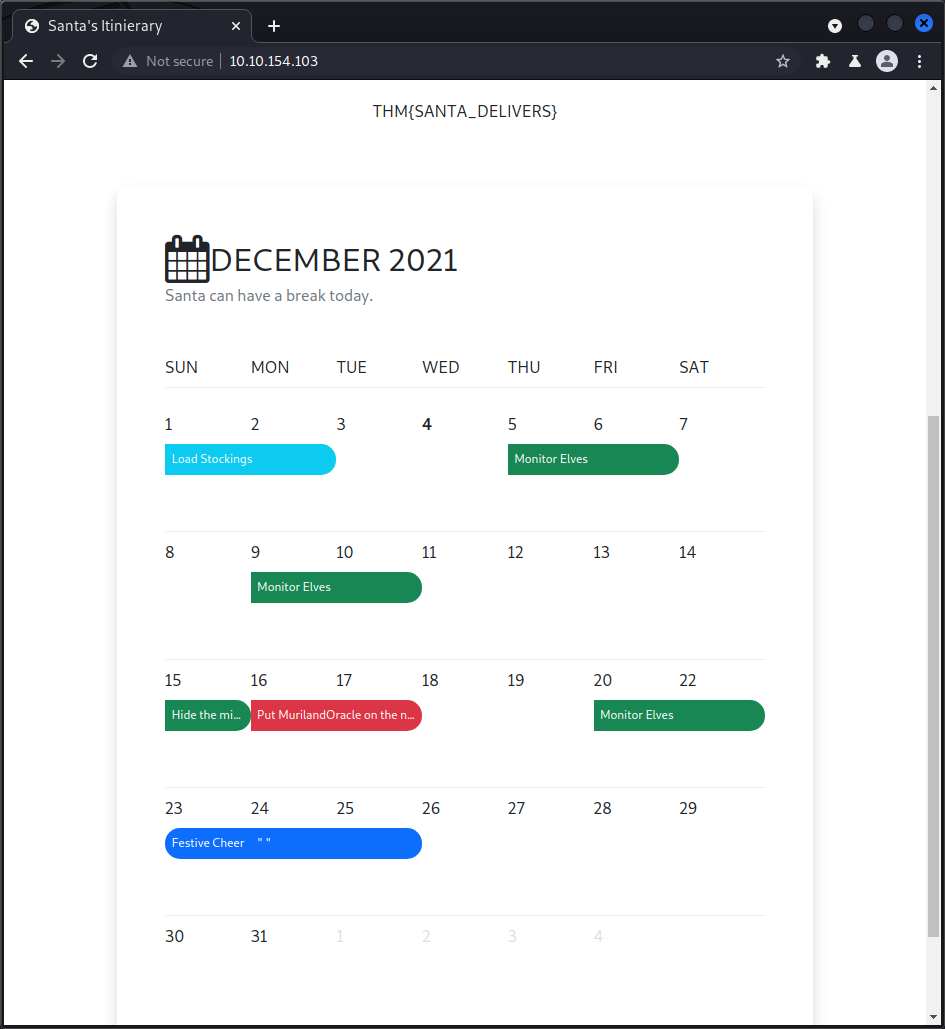 Santa's Itinierary
Not secure 10.10.154.103
THM{SANTA_DELIVERS}
DECEMBER 2021
Santa can have a break today.
SUN MON TUE WED THU FRI SAT
1 2 3 4 5 6 7
Load Stockings Monitor Elves
8 9 10 11 12 13 14
Monitor Elves
15 16 17 18 19 20 22
Hide the mi... Put MurilandOracle on the n... Monitor Elves
23 24 25 26 27 28 29
Festive Cheer " "
30 31 1 2 3 4